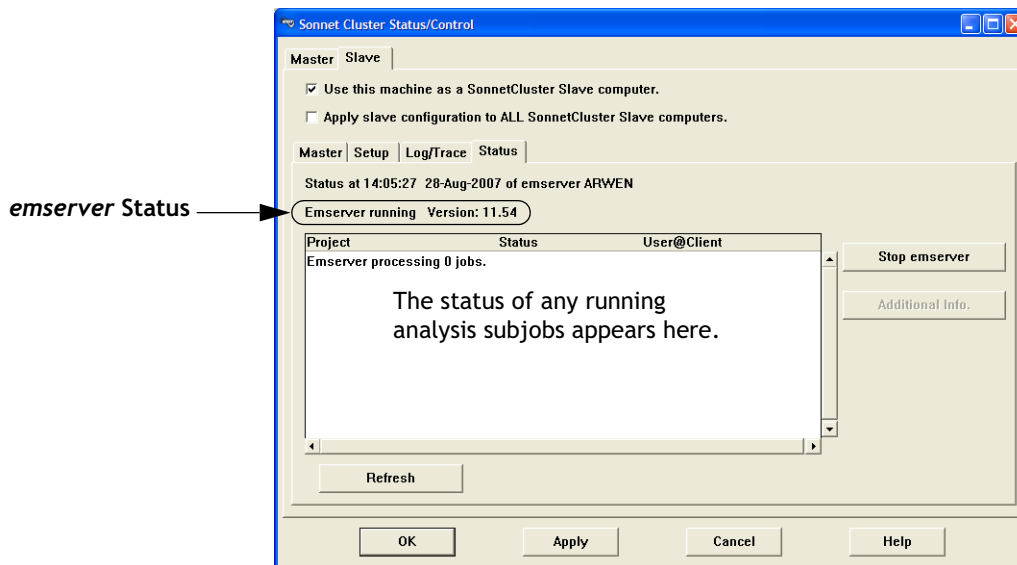 Sonnet Cluster Status/Control
Master Slave
Use this machine as a SonnetCluster Slave computer.
Apply slave configuration to ALL SonnetCluster Slave computers.
Master Setup Log/Trace Status
Status at 14:05:27 28-Aug-2007 of emserver ARWEN
emserver Status
Emserver running Version: 11.54
Project Status User@Client
Emserver processing 0 jobs.
Stop emserver
The status of any running
analysis subjobs appears here.
Additional Info.
Refresh
OK Apply Cancel Help